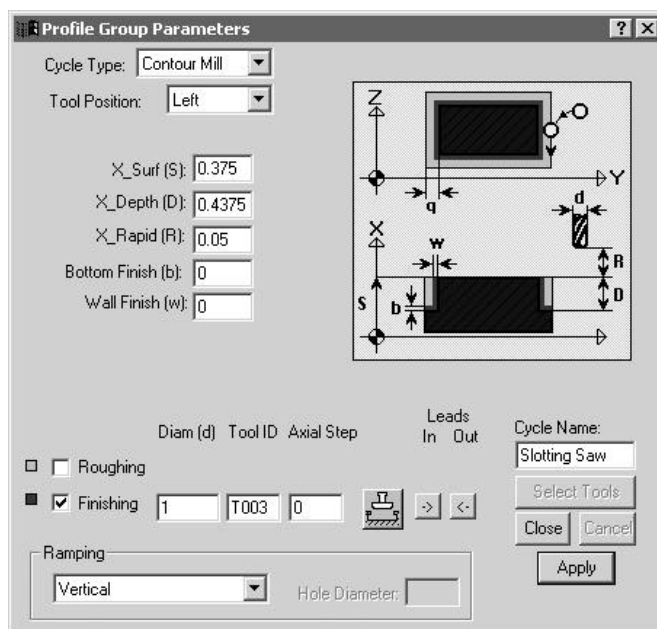 Profile Group Parameters ? X
Cycle Type: Contour Mill
Tool Position: Left
X_Surf (S): 0.375
X_Depth (D): 0.4375
X_Rapid (R): 0.05
Bottom Finish (b): 0
Wall Finish (w): 0
Z
Y
q
d
X
w
R
S
b
D
Leads
Diam (d) Tool ID Axial Step In Out
Cycle Name:
Slotting Saw
Roughing
Finishing 1 T003 0 -> <-
Select Tools
Close Cancel
Apply
Ramping
Vertical
Hole Diameter: